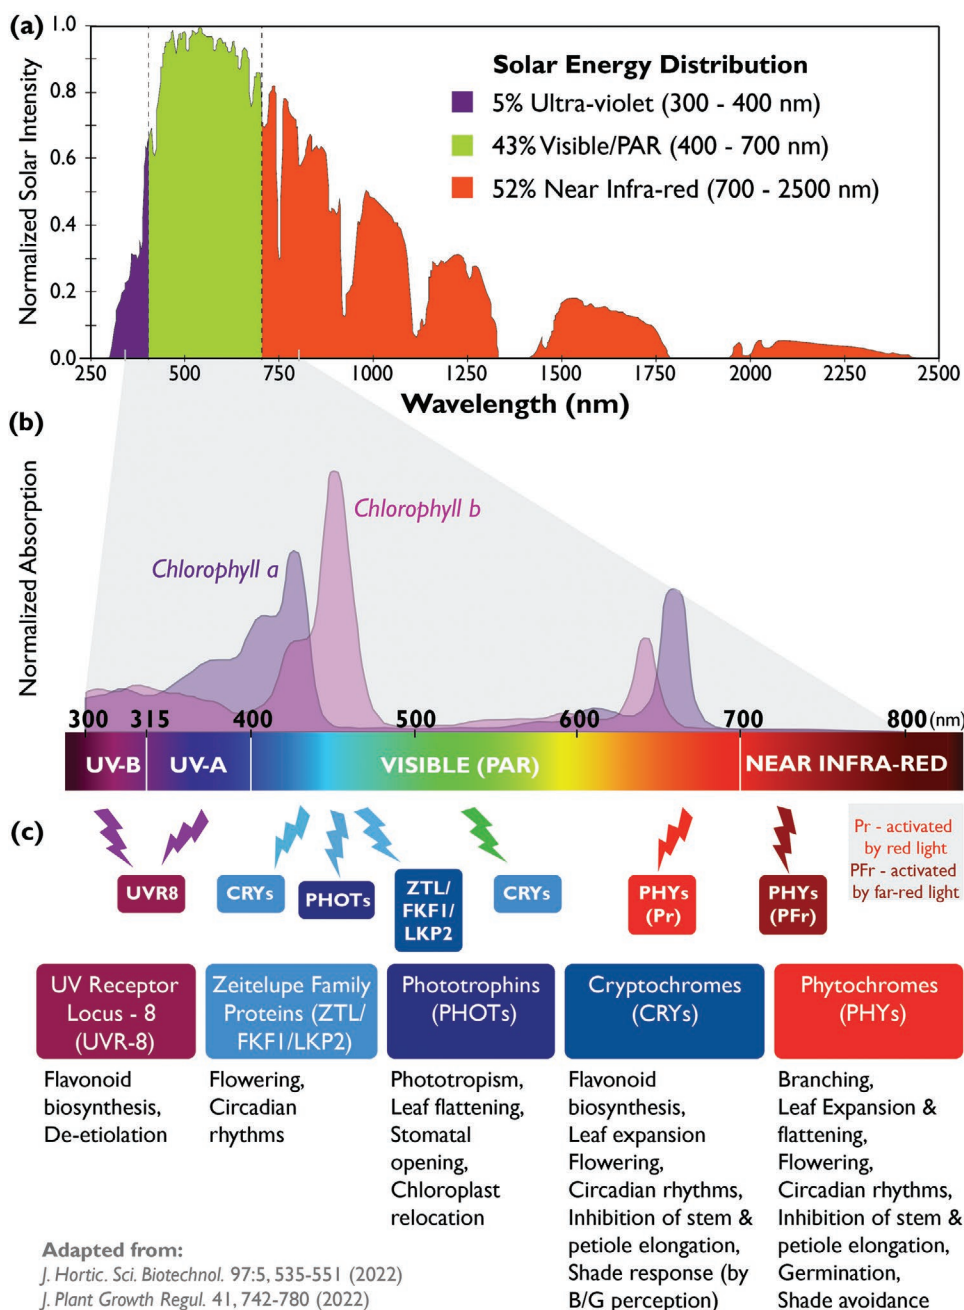 (a)
1.0
0.8
0.6
0.4
0.2
0.0
Normalized Solar Intensity
Solar Energy Distribution
5% Ultra-violet (300 - 400 nm)
43% Visible/PAR (400 - 700 nm)
52% Near Infra-red (700 - 2500 nm)
250 500 750 1000 1250 1500 1750 2000 2250 2500
Wavelength (nm)
(b)
Normalized Absorption
Chlorophyll b
Chlorophyll a
300 315 400 500 600 700 800 (nm)
UV-B UV-A VISIBLE (PAR) NEAR INFRA-RED
(c)
Pr - activated
by red light
PFr - activated
by far-red light
UVR8
CRYs
PHOTs
ZTL/
FKF1/
LKP2
CRYs
PHYs
(Pr)
PHYs
(PFr)
UV Receptor
Locus - 8
(UVR-8)
Flavonoid
biosynthesis,
De-etiolation
Zeitelupe Family
Proteins (ZTL/
FKF1/LKP2)
Flowering,
Circadian
rhythms
Phototrophins
(PHOTs)
Phototropism,
Leaf flattening,
Stomatal
opening,
Chloroplast
relocation
Cryptochromes
(CRYs)
Flavonoid
biosynthesis,
Leaf expansion
Flowering,
Circadian rhythms,
Inhibition of stem &
petiole elongation,
Shade response (by
B/G perception)
Phytochromes
(PHYs)
Branching,
Leaf Expansion &
flattening,
Flowering,
Circadian rhythms,
Inhibition of stem &
petiole elongation,
Germination,
Shade avoidance
Adapted from:
J. Hortic. Sci. Biotechnol. 97:5, 535-551 (2022)
J. Plant Growth Regul. 41, 742-780 (2022)